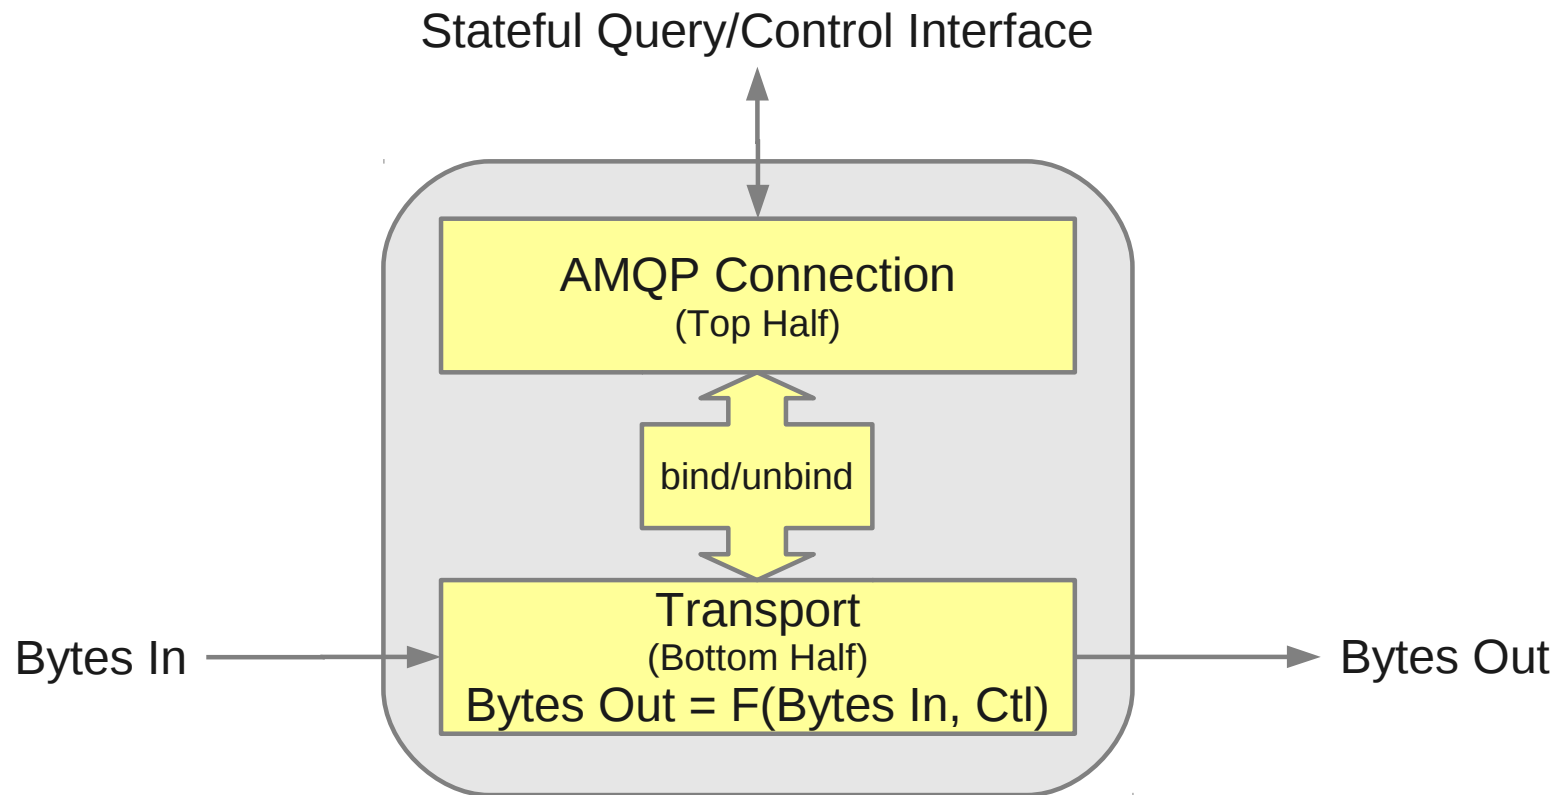 Stateful Query/Control Interface
AMQP Connection
(Top Half)
bind/unbind
Transport
(Bottom Half)
Bytes Out = F(Bytes In, Ctl)
Bytes In
Bytes Out